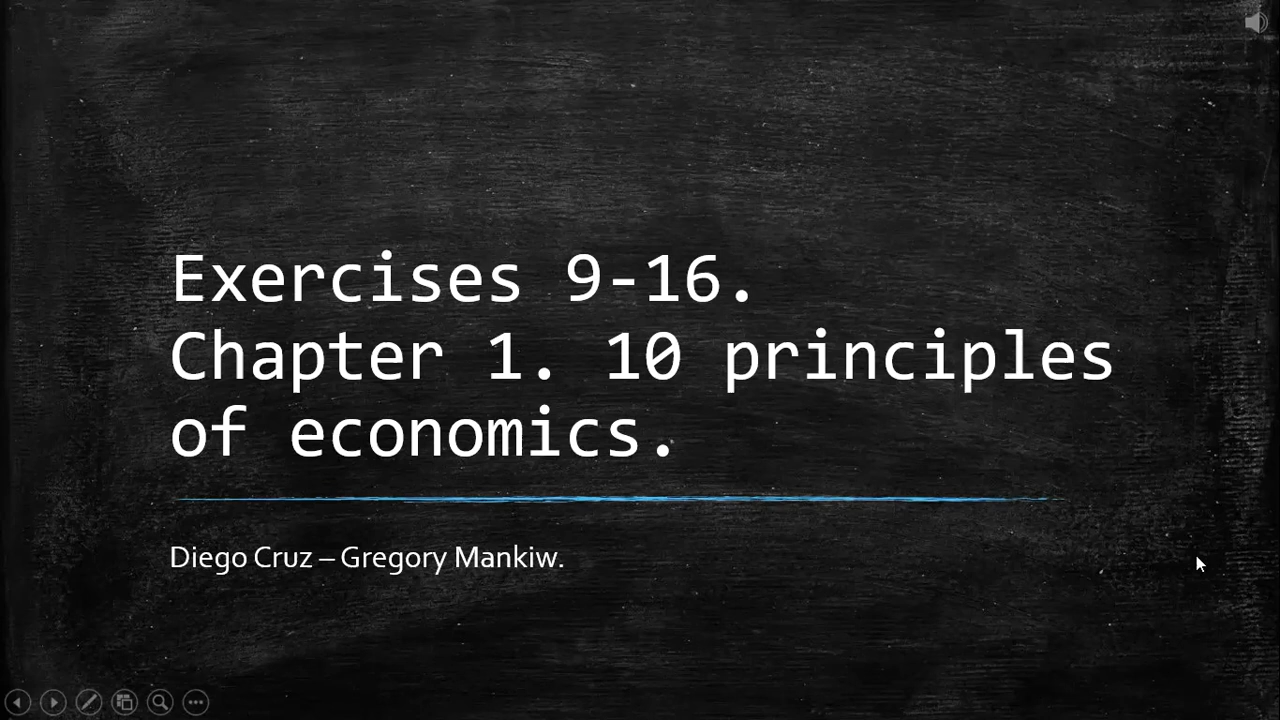 Exercises 9-16.
Chapter 1. 10 principles
of economics.
Diego Cruz – Gregory Mankiw.